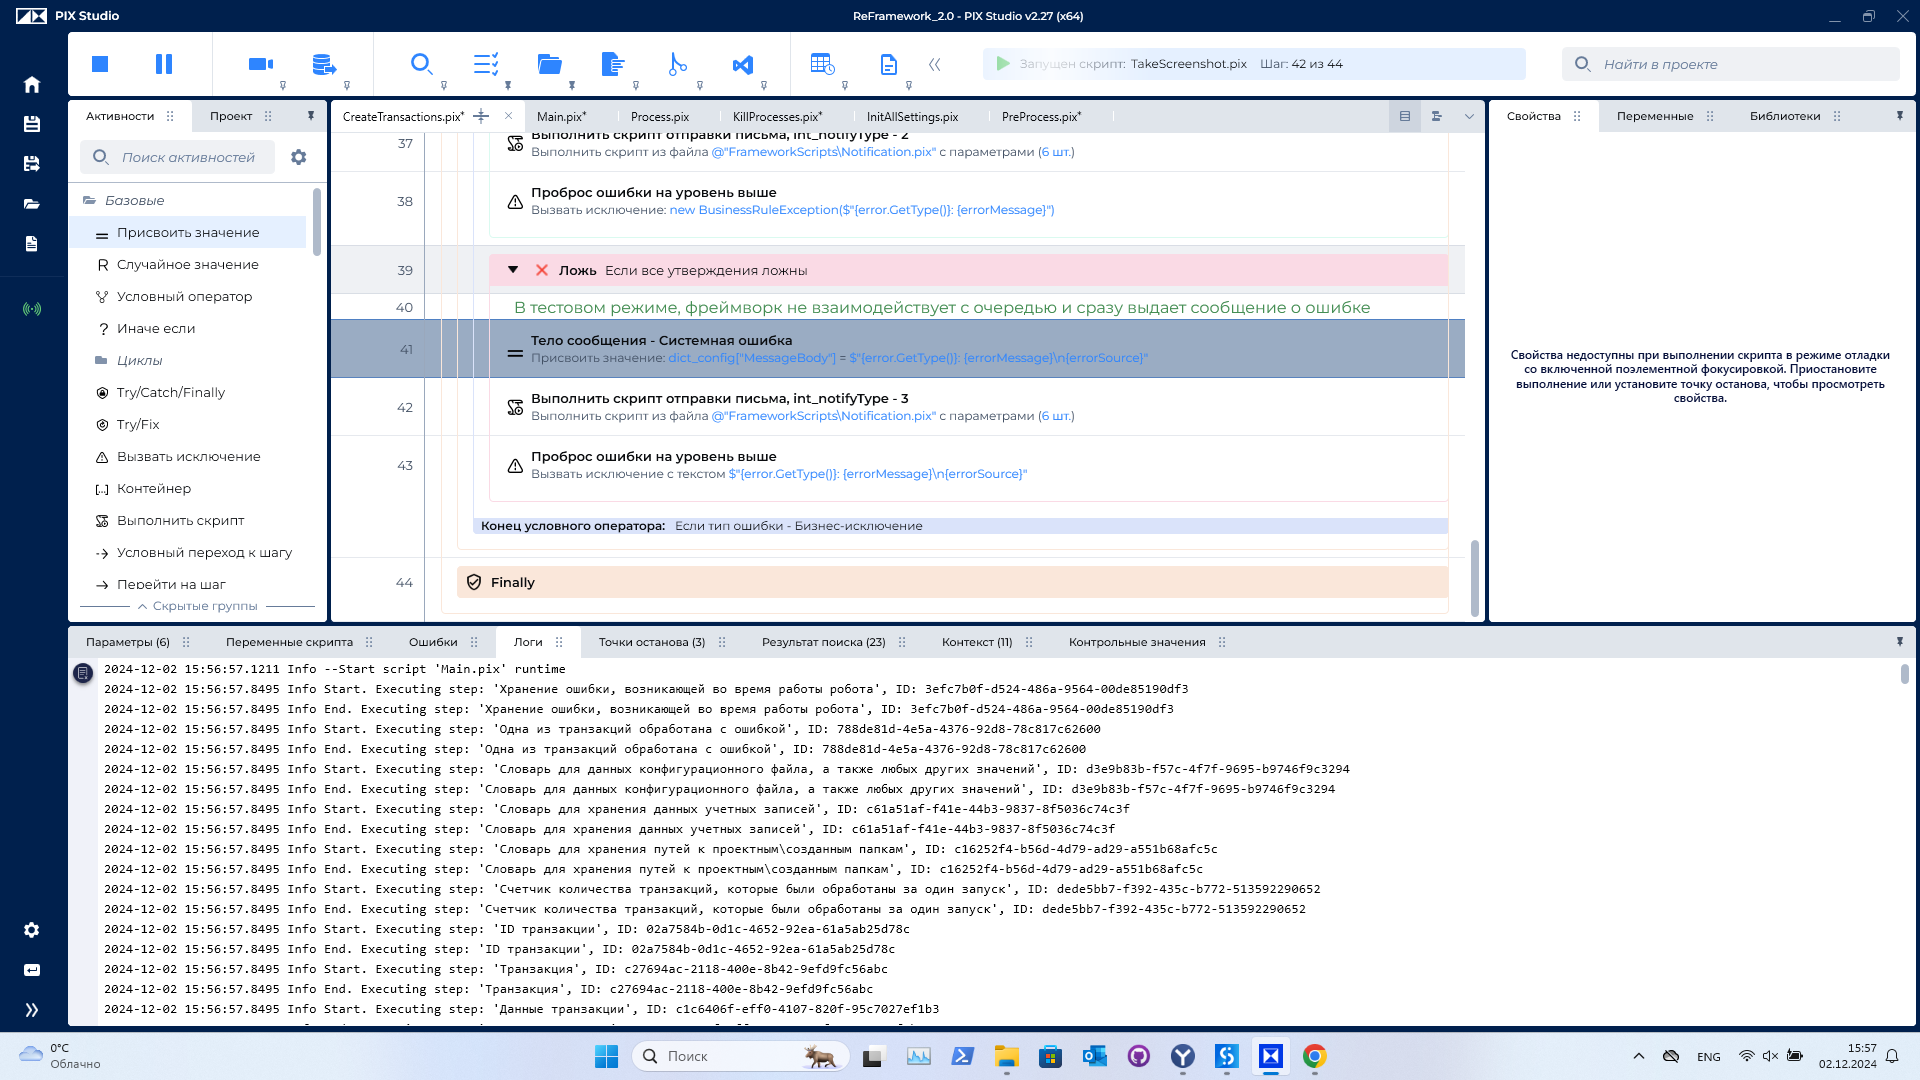 PIX Studio
ReFramework_2.0 - PIX Studio v2.27 (x64)
Запущен скрипт: TakeScreenshot.pix Шаг: 42 из 44
Найти в проекте
Активности
Проект
Поиск активностей
Базовые
Присвоить значение
Случайное значение
Условный оператор
Иначе если
Циклы
Try/Catch/Finally
Try/Fix
Вызвать исключение
Контейнер
Выполнить скрипт
Условный переход к шагу
Перейти на шаг
Скрытые группы
CreateTransactions.pix*
Main.pix*
Process.pix
KillProcesses.pix*
InitAllSettings.pix
PreProcess.pix*
37
Выполнить скрипт отправки письма, int_notifyType - 2
Выполнить скрипт из файла @"FrameworkScripts\Notification.pix" с параметрами (6 шт.)
38
Проброс ошибки на уровень выше
Вызвать исключение: new BusinessRuleException($"{error.GetType()}: {errorMessage}")
39
Ложь Если все утверждения ложны
40
В тестовом режиме, фреймворк не взаимодействует с очередью и сразу выдает сообщение о ошибке
41
Тело сообщения - Системная ошибка
Присвоить значение: dict_config["MessageBody"] = $"{error.GetType()}: {errorMessage}\n{errorSource}"
42
Выполнить скрипт отправки письма, int_notifyType - 3
Выполнить скрипт из файла @"FrameworkScripts\Notification.pix" с параметрами (6 шт.)
43
Проброс ошибки на уровень выше
Вызвать исключение с текстом $"{error.GetType()}: {errorMessage}\n{errorSource}"
Конец условного оператора: Если тип ошибки - Бизнес-исключение
44
Finally
Свойства
Переменные
Библиотеки
Свойства недоступны при выполнении скрипта в режиме отладки
со включенной поэлементной фокусировкой. Приостановите
выполнение или установите точку останова, чтобы просмотреть
свойства.
Параметры (6)
Переменные скрипта
Ошибки
Логи
Точки останова (3)
Результат поиска (23)
Контекст (11)
Контрольные значения
2024-12-02 15:56:57.1211 Info --Start script 'Main.pix' runtime
2024-12-02 15:56:57.8495 Info Start. Executing step: 'Хранение ошибки, возникающей во время работы робота', ID: 3efc7b0f-d524-486a-9564-00de85190df3
2024-12-02 15:56:57.8495 Info End. Executing step: 'Хранение ошибки, возникающей во время работы робота', ID: 3efc7b0f-d524-486a-9564-00de85190df3
2024-12-02 15:56:57.8495 Info Start. Executing step: 'Одна из транзакций обработана с ошибкой', ID: 788de81d-4e5a-4376-92d8-78c817c62600
2024-12-02 15:56:57.8495 Info End. Executing step: 'Одна из транзакций обработана с ошибкой', ID: 788de81d-4e5a-4376-92d8-78c817c62600
2024-12-02 15:56:57.8495 Info Start. Executing step: 'Словарь для данных конфигурационного файла, а также любых других значений', ID: d3e9b83b-f57c-4f7f-9695-b9746f9c3294
2024-12-02 15:56:57.8495 Info End. Executing step: 'Словарь для данных конфигурационного файла, а также любых других значений', ID: d3e9b83b-f57c-4f7f-9695-b9746f9c3294
2024-12-02 15:56:57.8495 Info Start. Executing step: 'Словарь для хранения данных учетных записей', ID: c61a51af-f41e-44b3-9837-8f5036c74c3f
2024-12-02 15:56:57.8495 Info End. Executing step: 'Словарь для хранения данных учетных записей', ID: c61a51af-f41e-44b3-9837-8f5036c74c3f
2024-12-02 15:56:57.8495 Info Start. Executing step: 'Словарь для хранения путей к проектным\созданным папкам', ID: c16252f4-b56d-4d79-ad29-a551b68afc5c
2024-12-02 15:56:57.8495 Info End. Executing step: 'Словарь для хранения путей к проектным\созданным папкам', ID: c16252f4-b56d-4d79-ad29-a551b68afc5c
2024-12-02 15:56:57.8495 Info Start. Executing step: 'Счетчик количества транзакций, которые были обработаны за один запуск', ID: dede5bb7-f392-435c-b772-513592290652
2024-12-02 15:56:57.8495 Info End. Executing step: 'Счетчик количества транзакций, которые были обработаны за один запуск', ID: dede5bb7-f392-435c-b772-513592290652
2024-12-02 15:56:57.8495 Info Start. Executing step: 'ID транзакции', ID: 02a7584b-0d1c-4652-92ea-61a5ab25d78c
2024-12-02 15:56:57.8495 Info End. Executing step: 'ID транзакции', ID: 02a7584b-0d1c-4652-92ea-61a5ab25d78c
2024-12-02 15:56:57.8495 Info Start. Executing step: 'Транзакция', ID: c27694ac-2118-400e-8b42-9efd9fc56abc
2024-12-02 15:56:57.8495 Info End. Executing step: 'Транзакция', ID: c27694ac-2118-400e-8b42-9efd9fc56abc
2024-12-02 15:56:57.8495 Info Start. Executing step: 'Данные транзакции', ID: c1c6406f-eff0-4107-820f-95c7027ef1b3
0°C
Облачно
Поиск
ENG
15:57
02.12.2024